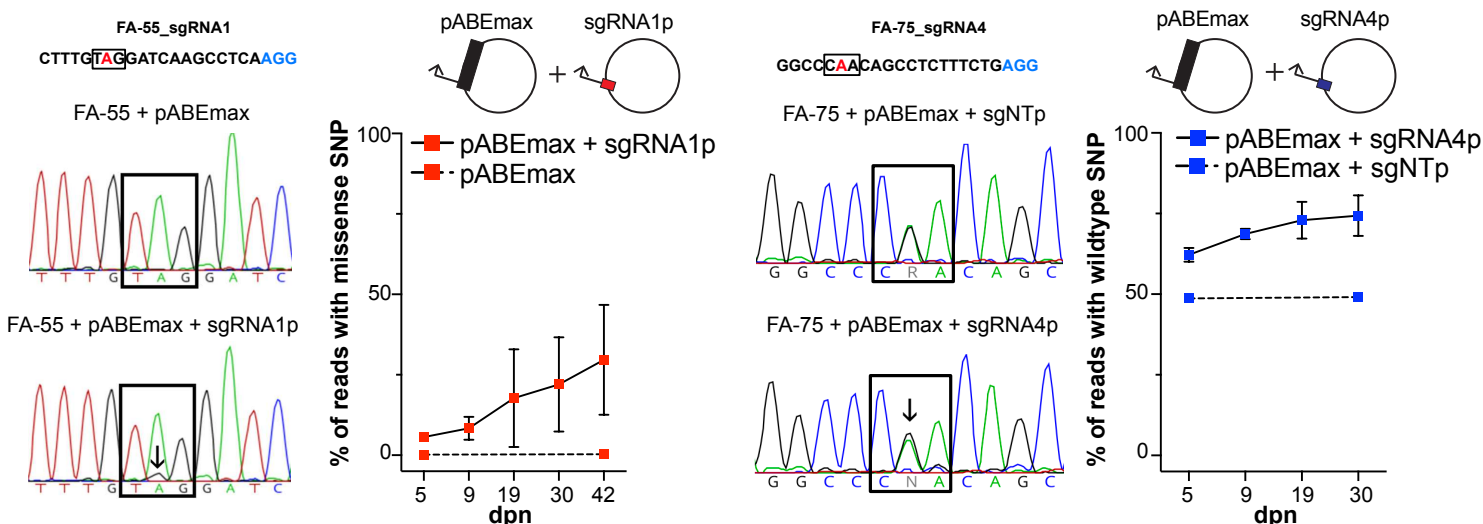 FA-55_sgRNA1
CTTTGTAGGATCAAGCCTCAAGG
FA-55 + pABEmax
T T T G T A G G A T C
FA-55 + pABEmax + sgRNA1p
T T T G T A G G A T C
pABEmax
sgRNA1p
+
% of reads with missense SNP
100
50
0
pABEmax + sgRNA1p
pABEmax
5 9 19 30 42
dpn
FA-75_sgRNA4
GGCCCAACAGCCTCTTTCTGAGG
FA-75 + pABEmax + sgNTp
G G C C C R A C A G C
FA-75 + pABEmax + sgRNA4p
G G C C C N A C A G C
pABEmax
sgRNA4p
+
% of reads with wildtype SNP
100
50
0
pABEmax + sgRNA4p
pABEmax + sgNTp
5 9 19 30
dpn